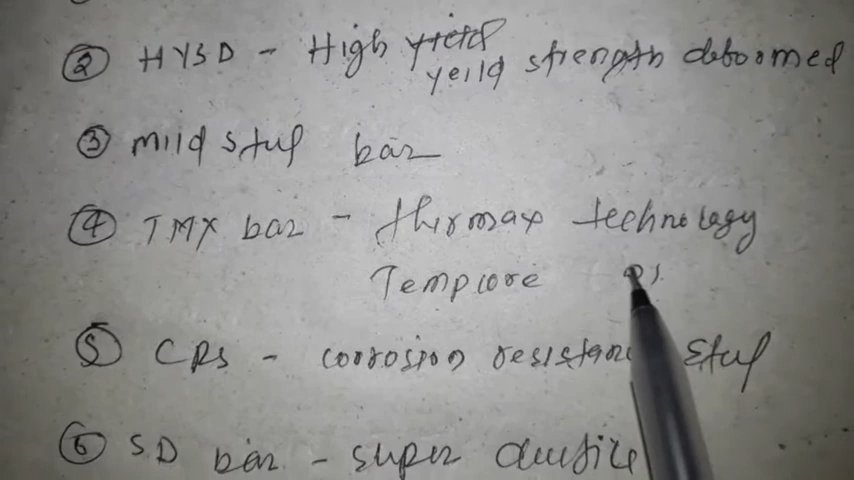 ② HYSD - High yield strength deformed
③ mild steel bar
④ TMX bar - thermax technology
Tempcore
⑤ CRS - corrosion resistance steel
⑥ SD bar - super ductile